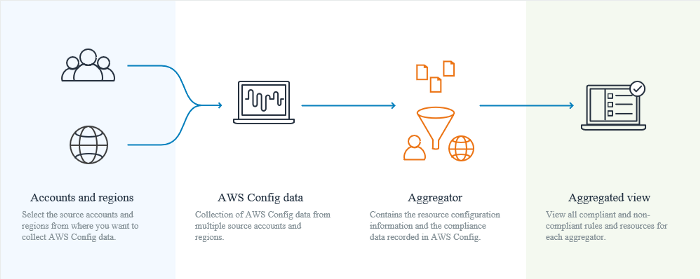 Accounts and regions
Select the source accounts and
regions from where you want to
collect AWS Config data.
AWS Config data
Collection of AWS Config data from
multiple source accounts and
regions.
Aggregator
Contains the resource configuration
information and the compliance
data recorded in AWS Config.
Aggregated view
View all compliant and non-
compliant rules and resources for
each aggregator.